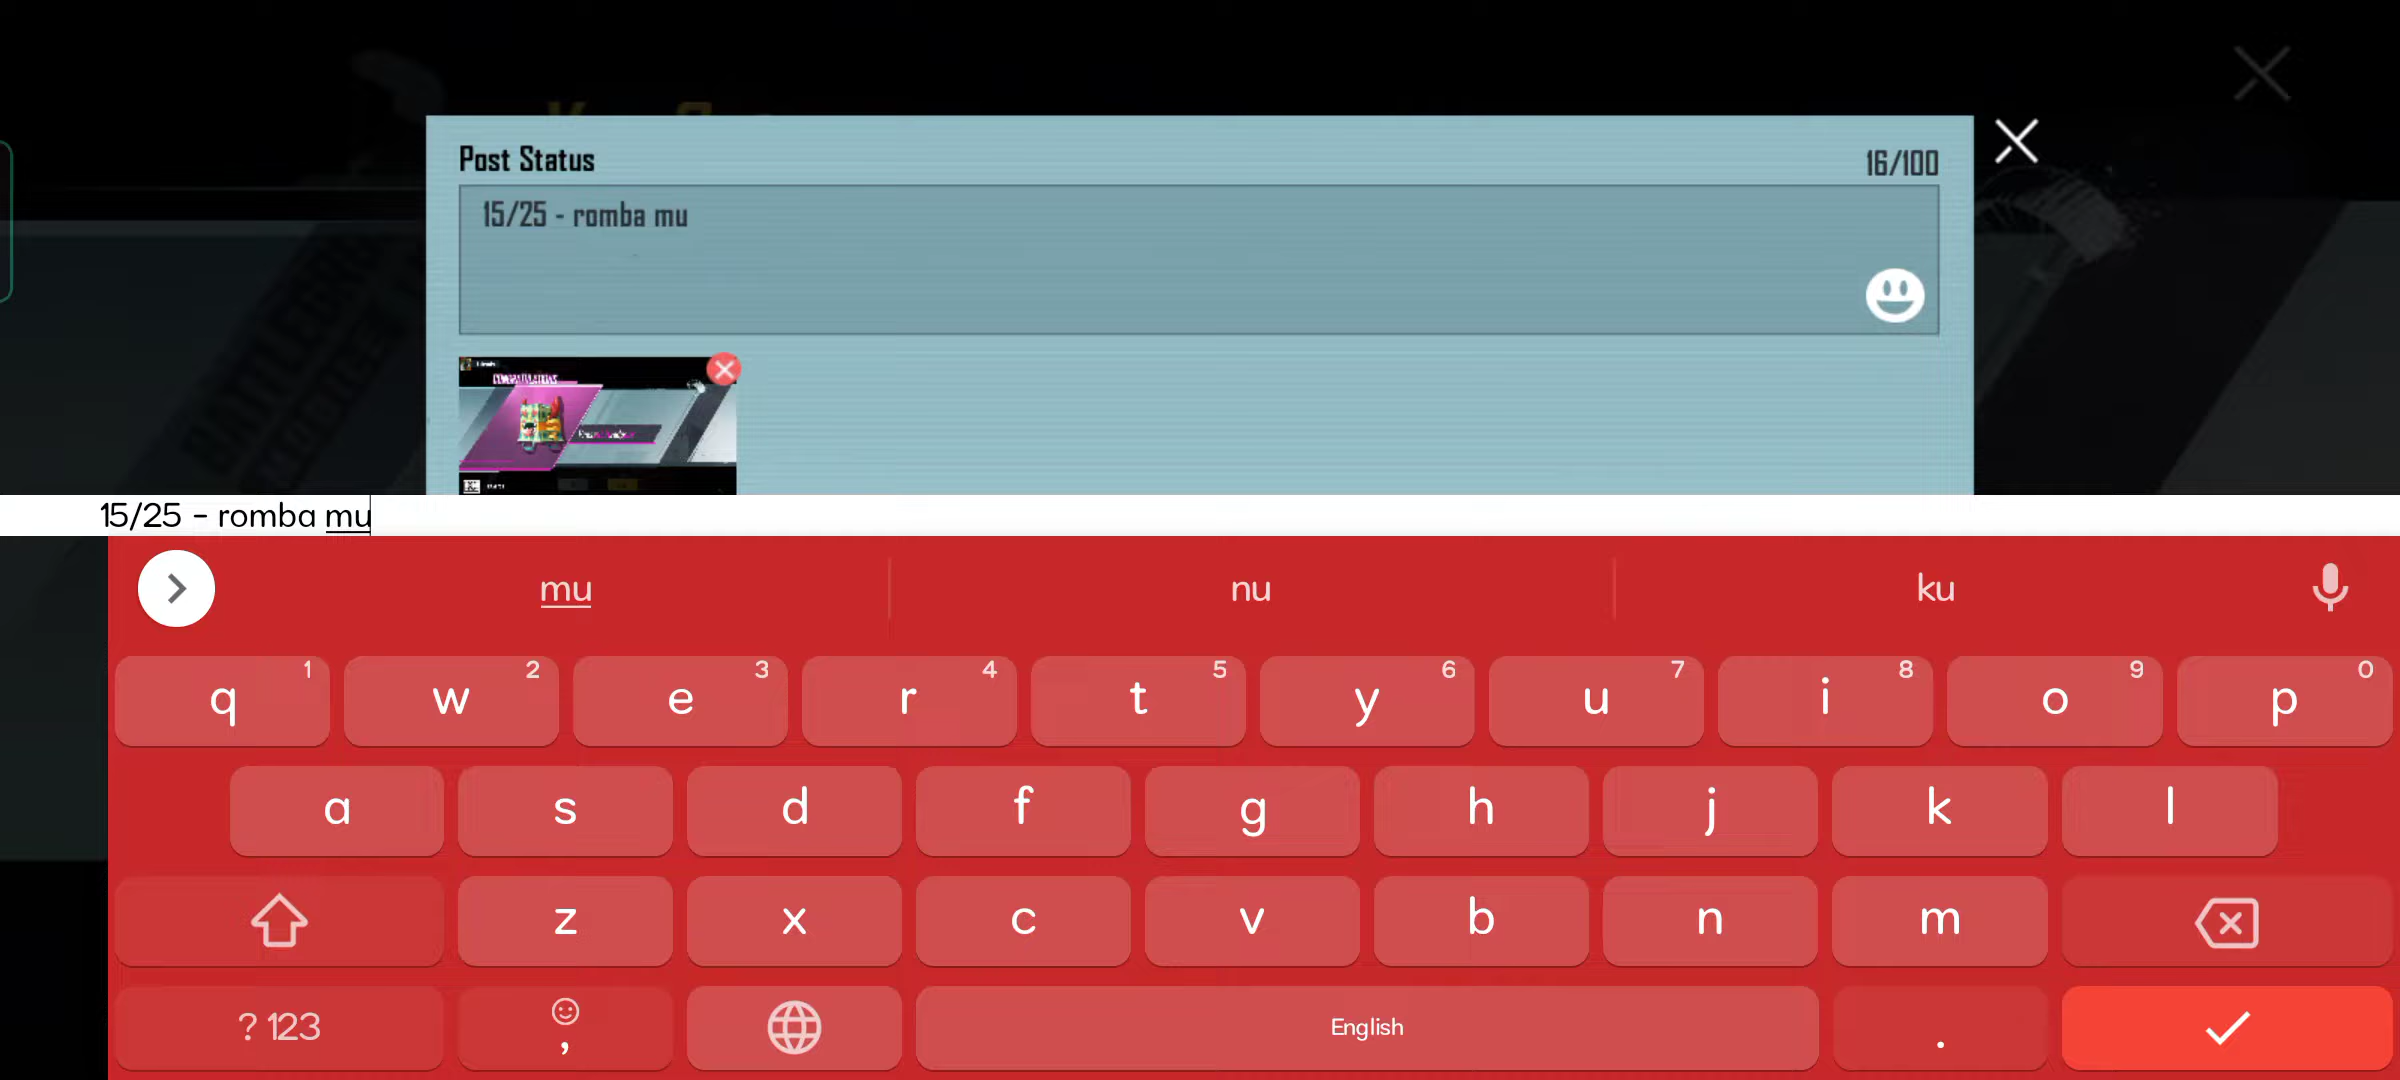 Post Status
16/100
15/25 - romba mu
15/25 - romba mu
mu nu ku
q 1 w 2 e 3 r 4 t 5 y 6 u 7 i 8 o 9 p 0
a s d f g h j k l
z x c v b n m
?123 , English .